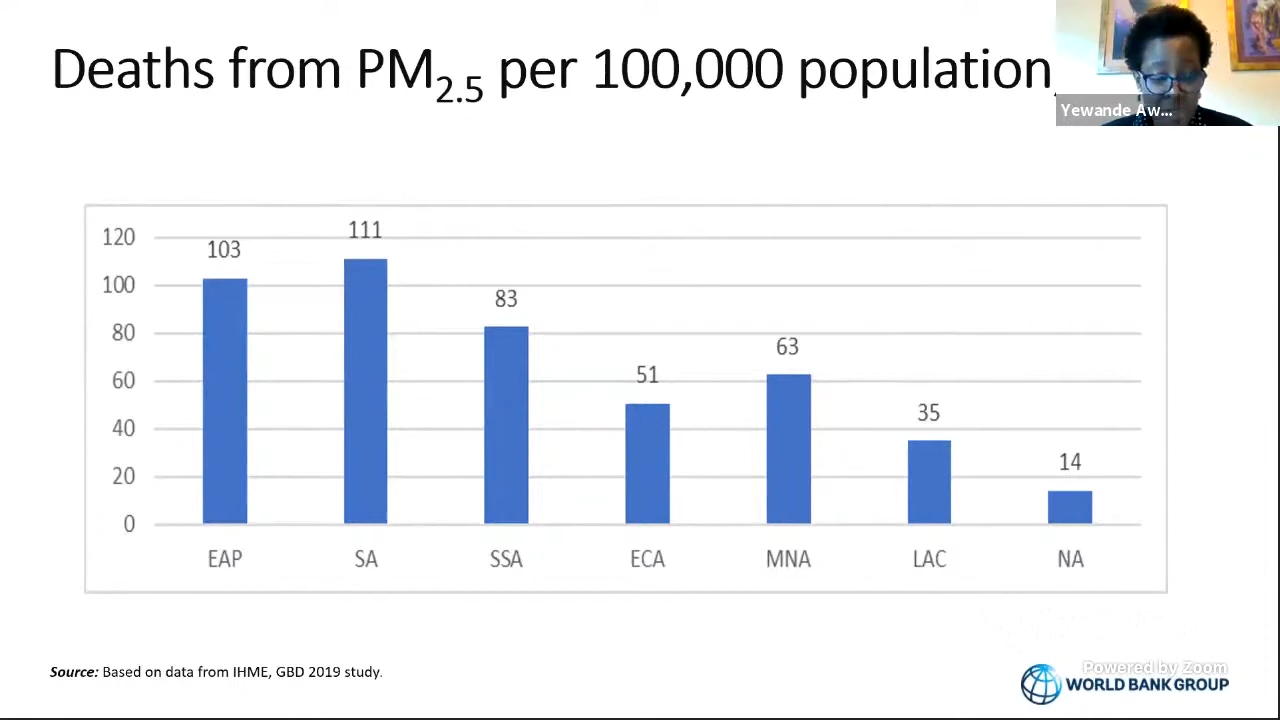 Deaths from PM2.5 per 100,000 population,
Yewande Aw...
120
100
80
60
40
20
0
103
111
83
51
63
35
14
EAP SA SSA ECA MNA LAC NA
Source: Based on data from IHME, GBD 2019 study.
Powered by Zoom
WORLD BANK GROUP